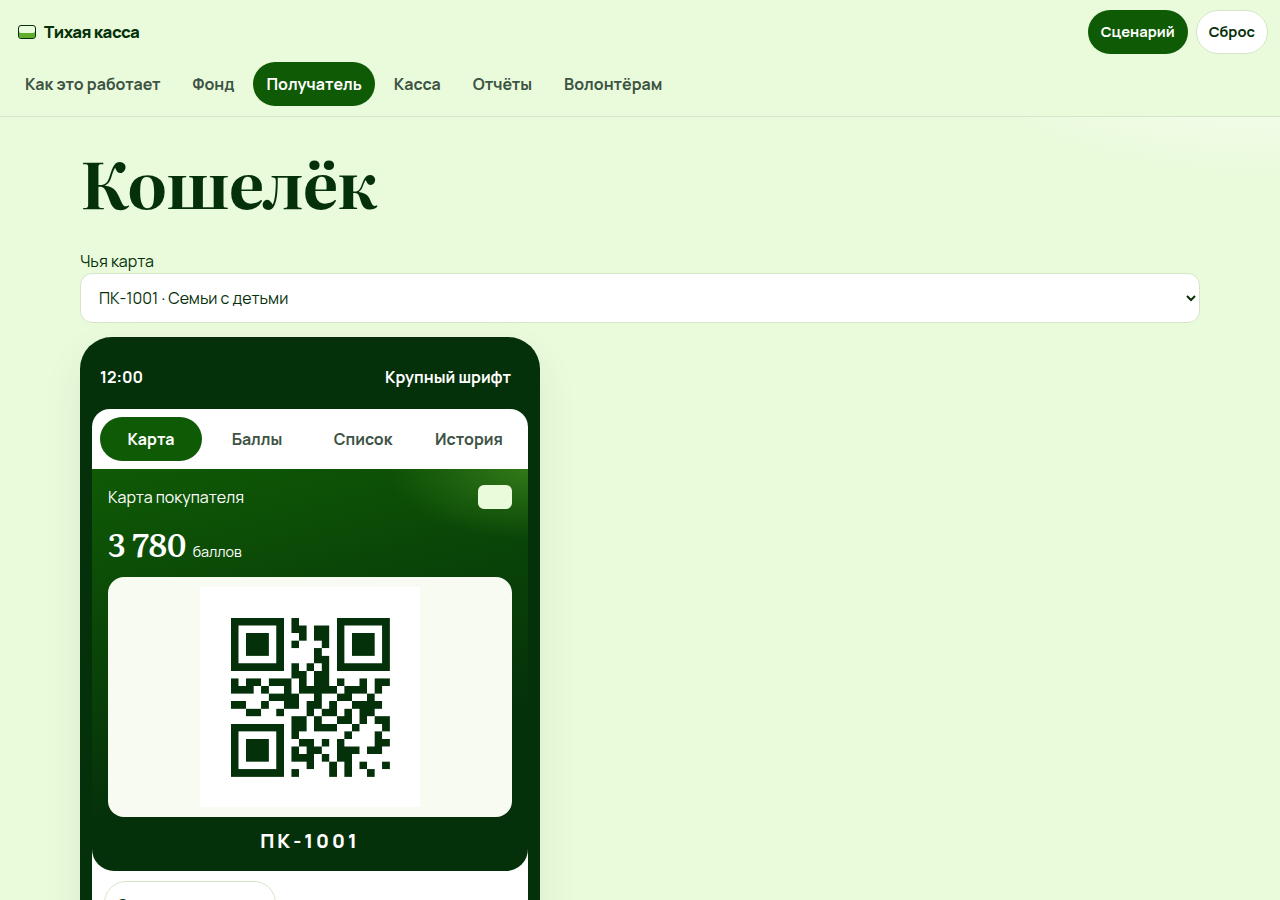 Тихая касса
Сценарий
Сброс
Как это работает
Фонд
Получатель
Касса
Отчёты
Волонтёрам
Кошелёк
Чья карта
ПК-1001 · Семьи с детьми
12:00
Крупный шрифт
Карта
Баллы
Список
История
Карта покупателя
3 780 баллов
ПК-1001